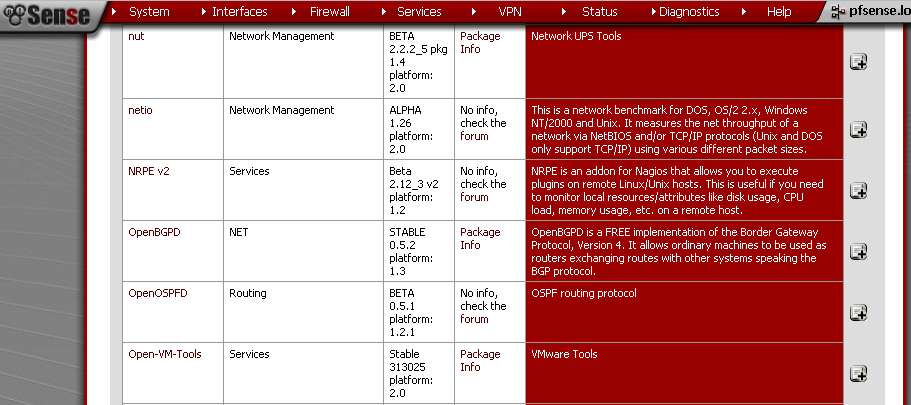 Sense System Interfaces Firewall Services VPN Status Diagnostics Help pfsense.lo
nut Network Management BETA Package Network UPS Tools
2.2.2_5 pkg Info
1.4
platform:
2.0
netio Network Management ALPHA No info, This is a network benchmark for DOS, OS/2 2.x, Windows
1.26 check the NT/2000 and Unix. It measures the net throughput of a
platform: forum network via NetBIOS and/or TCP/IP protocols (Unix and DOS
2.0 only support TCP/IP) using various different packet sizes.
NRPE v2 Services Beta No info, NRPE is an addon for Nagios that allows you to execute
2.12_3 v2 check the plugins on remote Linux/Unix hosts. This is useful if you need
platform: forum to monitor local resources/attributes like disk usage, CPU
1.2 load, memory usage, etc. on a remote host.
OpenBGPD NET STABLE Package OpenBGPD is a FREE implementation of the Border Gateway
0.5.2 Info Protocol, Version 4. It allows ordinary machines to be used as
platform: routers exchanging routes with other systems speaking the
1.3 BGP protocol.
OpenOSPFD Routing BETA No info, OSPF routing protocol
0.5.1 check the
platform: forum
1.2.1
Open-VM-Tools Services Stable Package VMware Tools
313025 Info
platform:
2.0